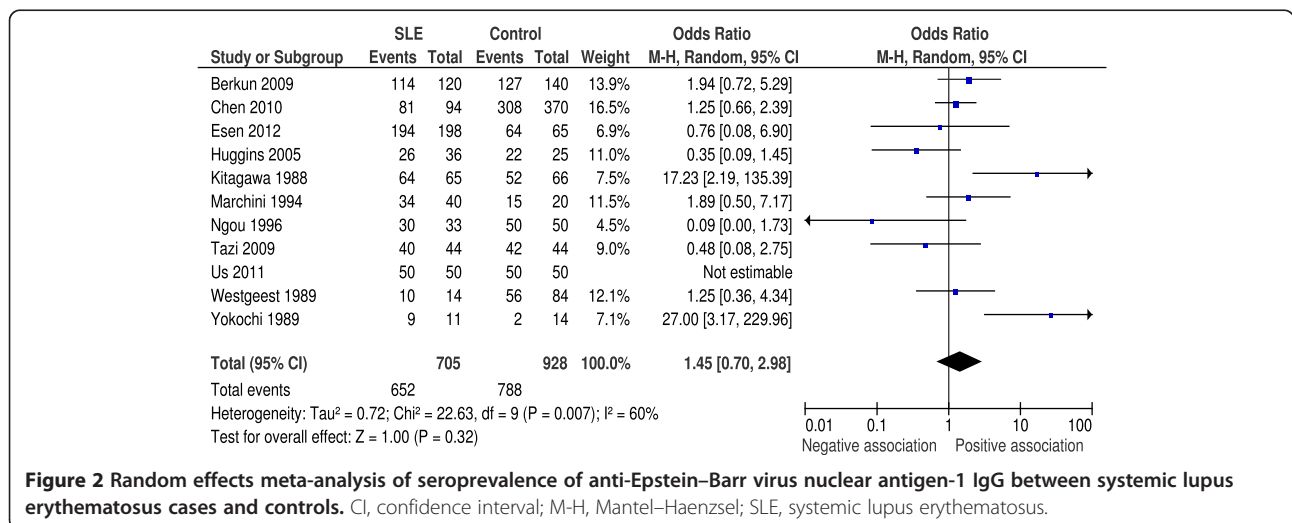 SLE Control Odds Ratio Odds Ratio
Study or Subgroup Events Total Events Total Weight M-H, Random, 95% CI M-H, Random, 95% CI
Berkun 2009 114 120 127 140 13.9% 1.94 [0.72, 5.29]
Chen 2010 81 94 308 370 16.5% 1.25 [0.66, 2.39]
Esen 2012 194 198 64 65 6.9% 0.76 [0.08, 6.90]
Huggins 2005 26 36 22 25 11.0% 0.35 [0.09, 1.45]
Kitagawa 1988 64 65 52 66 7.5% 17.23 [2.19, 135.39]
Marchini 1994 34 40 15 20 11.5% 1.89 [0.50, 7.17]
Ngou 1996 30 33 50 50 4.5% 0.09 [0.00, 1.73]
Tazi 2009 40 44 42 44 9.0% 0.48 [0.08, 2.75]
Us 2011 50 50 50 50 Not estimable
Westgeest 1989 10 14 56 84 12.1% 1.25 [0.36, 4.34]
Yokochi 1989 9 11 2 14 7.1% 27.00 [3.17, 229.96]
Total (95% CI) 705 928 100.0% 1.45 [0.70, 2.98]
Total events 652 788
Heterogeneity: Tau² = 0.72; Chi² = 22.63, df = 9 (P = 0.007); I² = 60%
Test for overall effect: Z = 1.00 (P = 0.32)
0.01 0.1 1 10 100
Negative association Positive association
Figure 2 Random effects meta-analysis of seroprevalence of anti-Epstein–Barr virus nuclear antigen-1 IgG between systemic lupus
erythematosus cases and controls. CI, confidence interval; M-H, Mantel–Haenzsel; SLE, systemic lupus erythematosus.